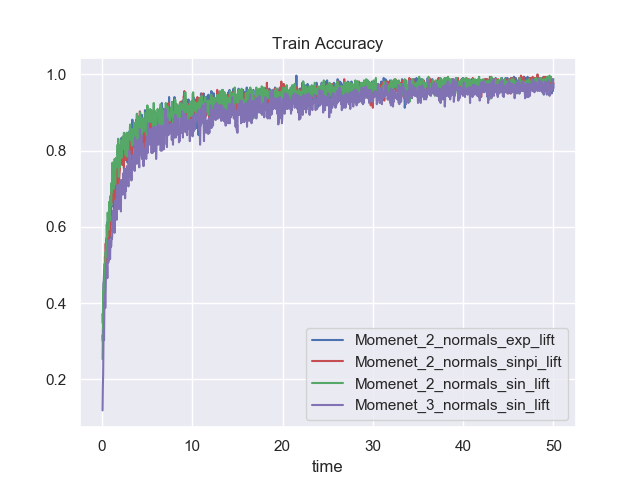 Train Accuracy
1.0
0.8
0.6
0.4
0.2
Momenet_2_normals_exp_lift
Momenet_2_normals_sinpi_lift
Momenet_2_normals_sin_lift
Momenet_3_normals_sin_lift
0 10 20 30 40 50
time